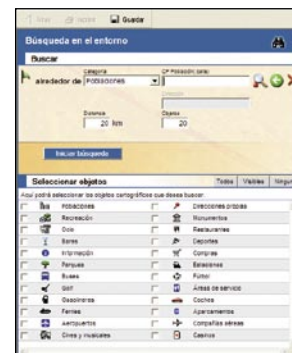 Guardar
Búsqueda en el entorno
Buscar
Categoría
alrededor de Poblaciones
Dirección
Distancia Objetos
20 km 20
Iniciar búsqueda
Seleccionar objetos Todos Visibles
Aquí podrá seleccionar los objetos cartográficos que desea buscar.
Poblaciones Direcciones propias
Recreación Monumentos
Ocio Restaurantes
Bares Deportes
Información Compras
Parques Estaciones
Buses Fútbol
Golf Áreas de servicio
Gasolineras Coches
Ferries Aparcamientos
Aeropuertos Compañías aéreas
Cines y musicales Casinos